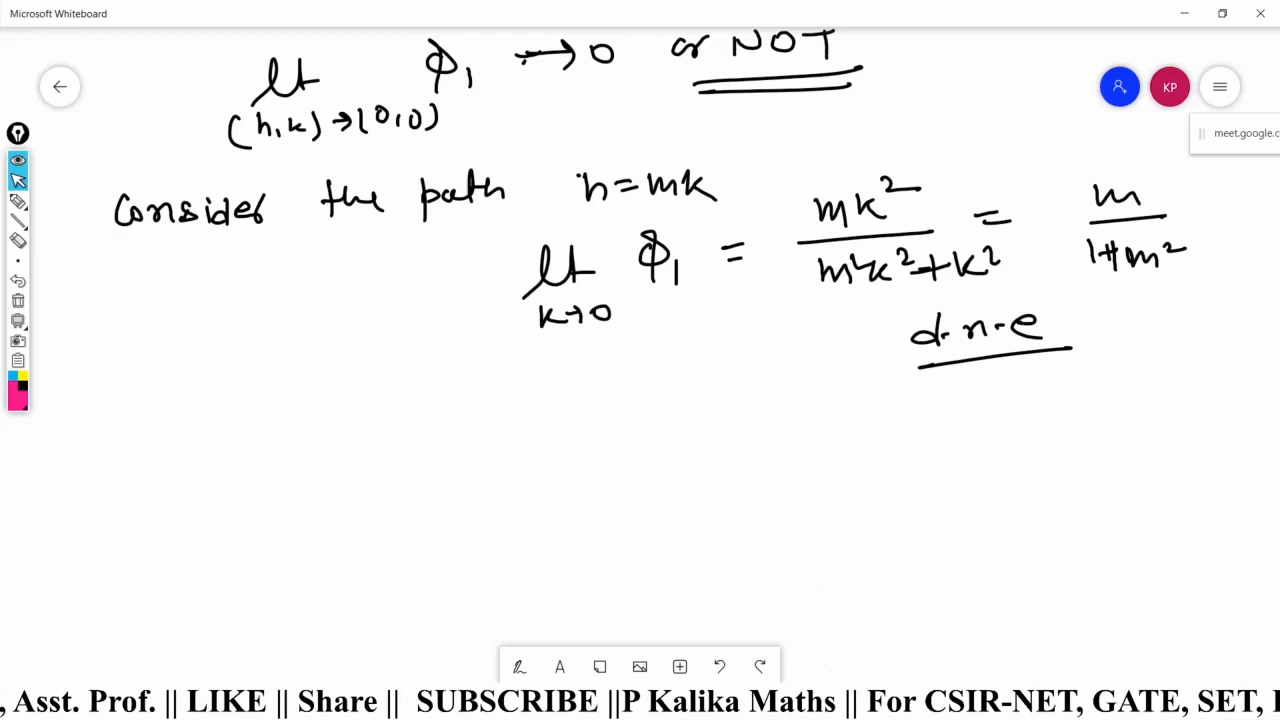 Microsoft Whiteboard
lt ϕ₁ → 0 or NOT
(h,k)→(0,0)
KP
meet.google.c
Consider the path h=mk
lt ϕ₁ = mk²/(m²k²+k²) = m/(1+m²)
k→0
d.n.e
, Asst. Prof. || LIKE || Share || SUBSCRIBE ||P Kalika Maths || For CSIR-NET, GATE, SET,